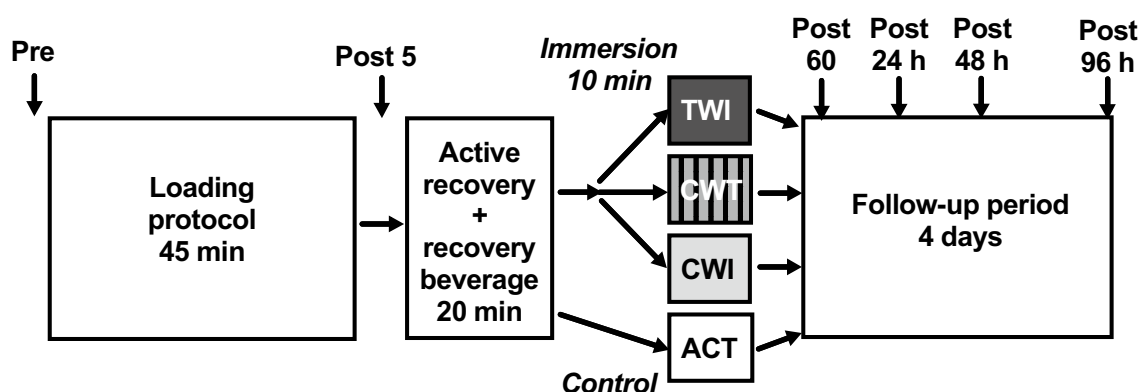 Pre
Post 5
Immersion
10 min
Post
60
Post
24 h
Post
48 h
Post
96 h
Loading
protocol
45 min
Active
recovery
+
recovery
beverage
20 min
TWI
CWT
CWI
ACT
Control
Follow-up period
4 days